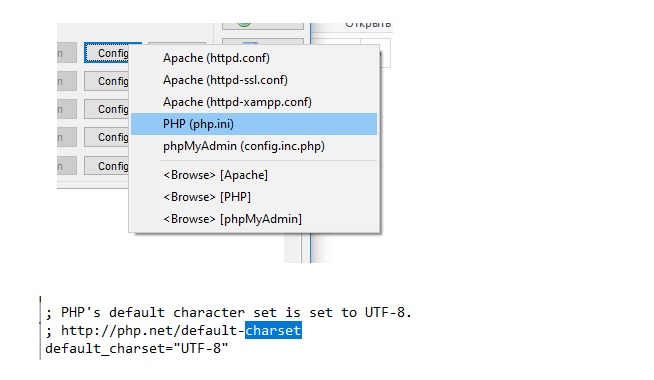 Открыть
n Config
Apache (httpd.conf)
n Config
Apache (httpd-ssl.conf)
n Config
Apache (httpd-xampp.conf)
PHP (php.ini)
n Config
phpMyAdmin (config.inc.php)
n Config
<Browse> [Apache]
<Browse> [PHP]
<Browse> [phpMyAdmin]
; PHP's default character set is set to UTF-8.
; http://php.net/default-charset
default_charset="UTF-8"